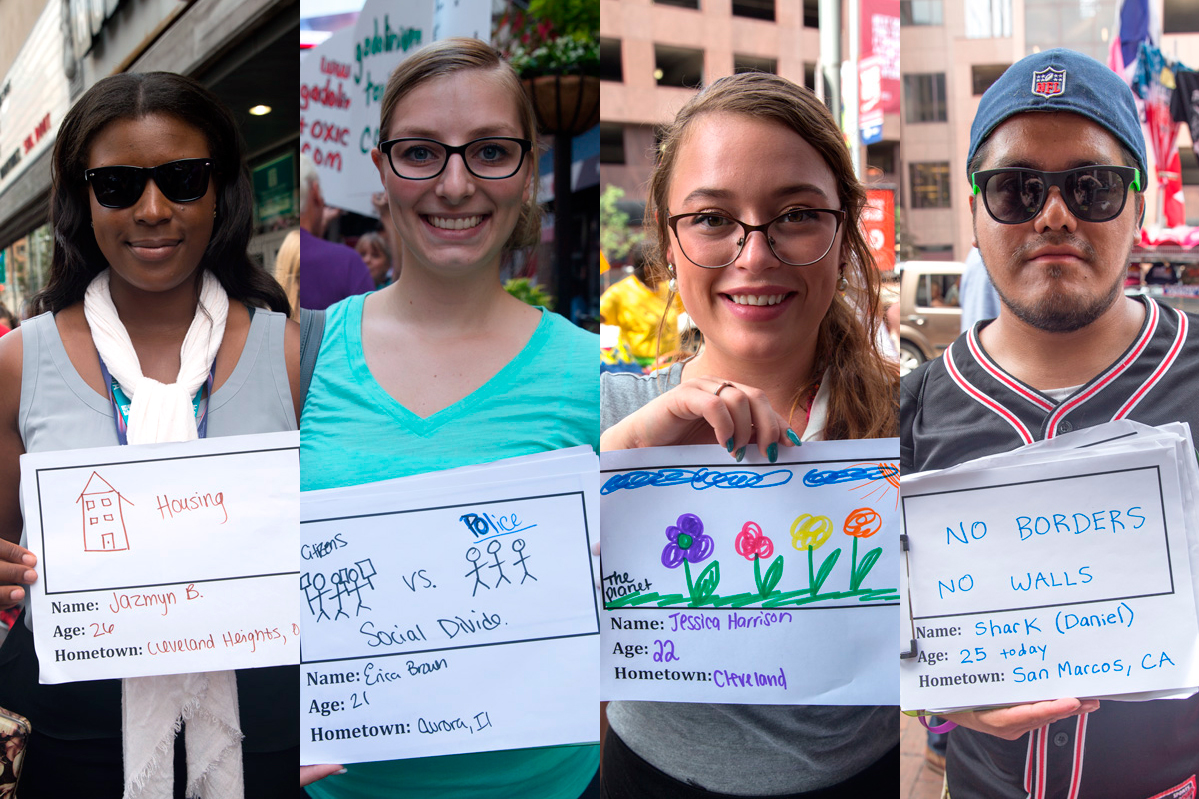 Housing
Name: Jazmyn B.
Age: 26
Hometown: Cleveland Heights, O
gadolinium
toxic
Citizens
Police
vs.
Social Divide.
Name: Erica Braun
Age: 21
Hometown: Aurora, Il
The
Planet
Name: Jessica Harrison
Age: 22
Hometown: Cleveland
NFL
NO BORDERS
NO WALLS
Name: Shark (Daniel)
Age: 25 today
Hometown: San Marcos, CA